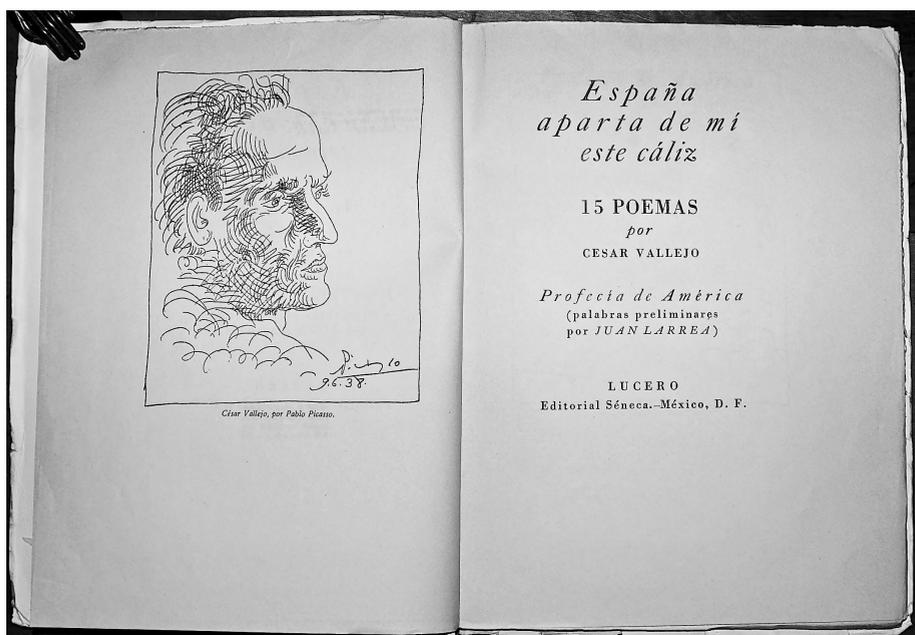 Picasso
9.6.38.
César Vallejo, por Pablo Picasso.
España
aparta de mí
este cáliz
15 POEMAS
por
CESAR VALLEJO
Profecía de América
(palabras preliminares
por JUAN LARREA)
LUCERO
Editorial Séneca.–México, D. F.